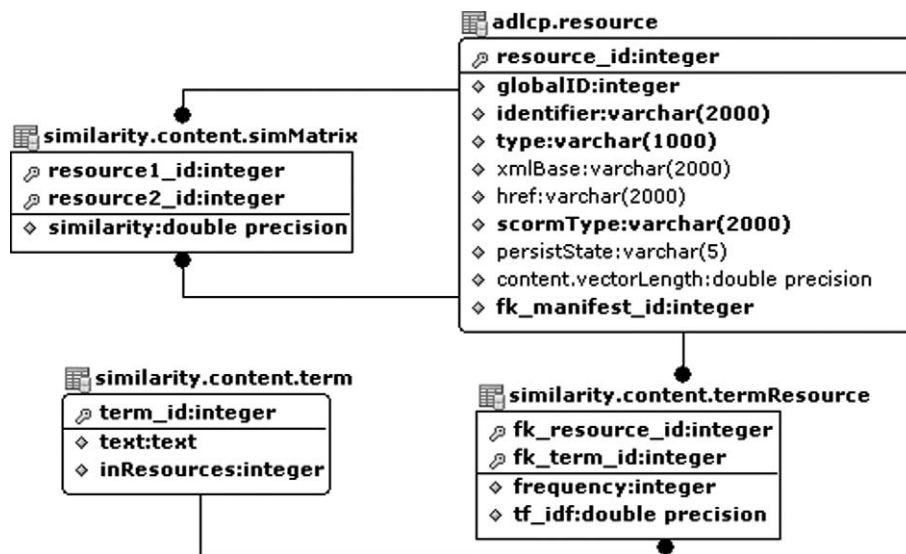 adlcp.resource
resource_id:integer
globalID:integer
identifier:varchar(2000)
type:varchar(1000)
xmlBase:varchar(2000)
href:varchar(2000)
scormType:varchar(2000)
persistState:varchar(5)
content.vectorLength:double precision
fk_manifest_id:integer
similarity.content.simMatrix
resource1_id:integer
resource2_id:integer
similarity:double precision
similarity.content.term
term_id:integer
text:text
inResources:integer
similarity.content.termResource
fk_resource_id:integer
fk_term_id:integer
frequency:integer
tf_idf:double precision